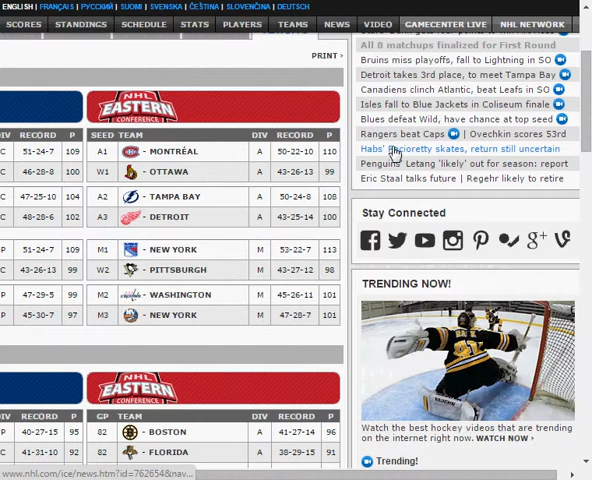 ENGLISH | FRANÇAIS | РУССКИЙ | SUOMI | SVENSKA | ČEŠTINA | SLOVENČINA | DEUTSCH
SCORES STANDINGS SCHEDULE STATS PLAYERS TEAMS NEWS VIDEO GAMECENTER LIVE NHL NETWORK
PRINT ›
NHL EASTERN CONFERENCE
DIV RECORD P SEED TEAM DIV RECORD P
C 51-24-7 109 A1 - MONTRÉAL A 50-22-10 110
C 46-28-8 100 W1 - OTTAWA A 43-26-13 99
C 47-25-10 104 A2 - TAMPA BAY A 50-24-8 108
C 48-28-6 102 A3 - DETROIT A 43-25-14 100
P 51-24-7 109 M1 - NEW YORK M 53-22-7 113
C 43-26-13 99 W2 - PITTSBURGH M 43-27-12 98
P 47-29-5 99 M2 - WASHINGTON M 45-26-11 101
P 45-30-7 97 M3 - NEW YORK M 47-28-7 101
NHL EASTERN CONFERENCE
DIV RECORD P GP TEAM DIV RECORD P
P 40-27-15 95 82 - BOSTON A 41-27-14 96
C 41-31-10 92 82 - FLORIDA A 38-29-15 91
All 8 matchups finalized for First Round
Bruins miss playoffs, fall to Lightning in SO
Detroit takes 3rd place, to meet Tampa Bay
Canadiens clinch Atlantic, beat Leafs in SO
Isles fall to Blue Jackets in Coliseum finale
Blues defeat Wild, have chance at top seed
Rangers beat Caps | Ovechkin scores 53rd
Habs' Pacioretty skates, return still uncertain
Penguins' Letang 'likely' out for season: report
Eric Staal talks future | Regehr likely to retire
Stay Connected
TRENDING NOW!
Watch the best hockey videos that are trending
on the internet right now. WATCH NOW ›
Trending!
www.nhl.com/ice/news.htm?id=762654&nav...